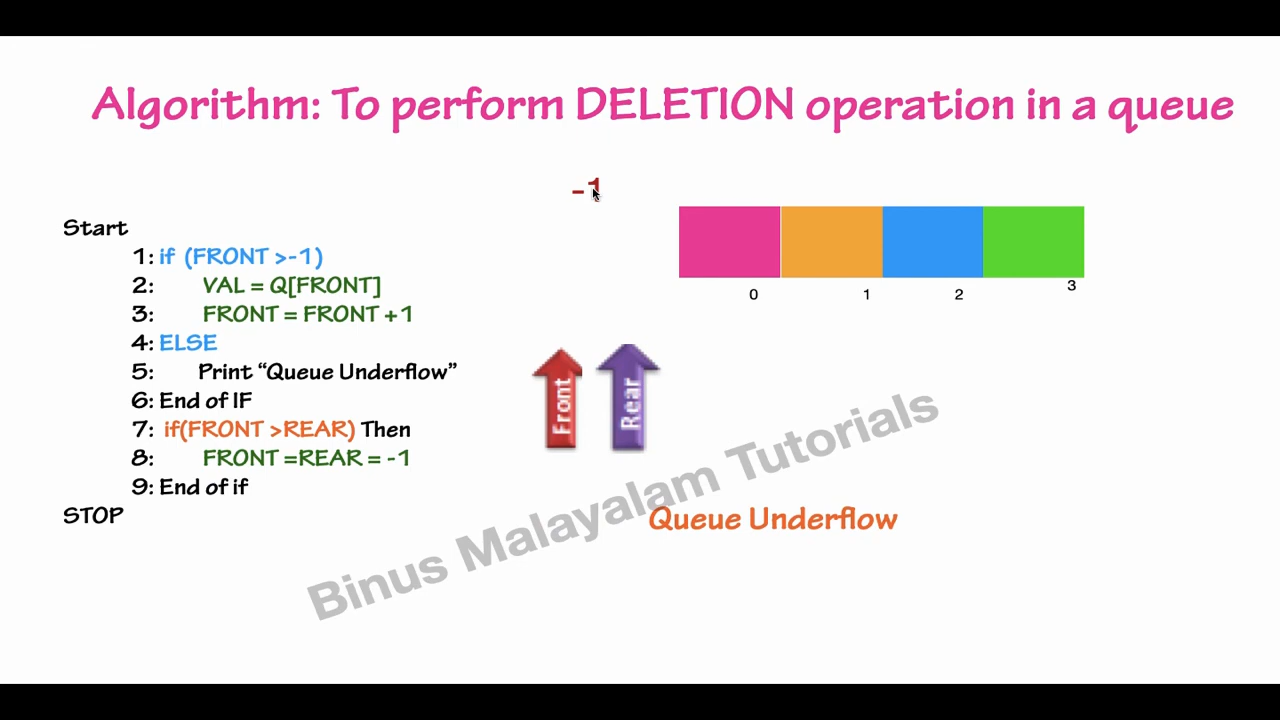 Algorithm: To perform DELETION operation in a queue
-1
Start
1: if (FRONT >-1)
2: VAL = Q[FRONT]
3: FRONT = FRONT +1
4: ELSE
5: Print “Queue Underflow”
6: End of IF
7: if(FRONT >REAR) Then
8: FRONT =REAR = -1
9: End of if
STOP
0 1 2 3
Front Rear
Queue Underflow
Binus Malayalam Tutorials